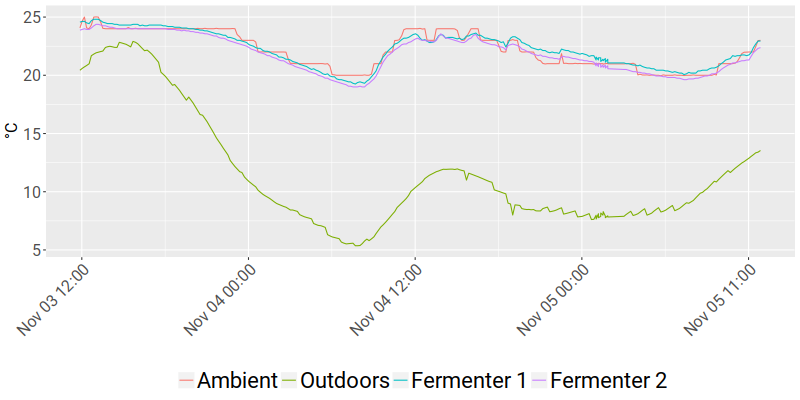 25
20
15
10
5
°C
Nov 03 12:00
Nov 04 00:00
Nov 04 12:00
Nov 05 00:00
Nov 05 11:00
Ambient Outdoors Fermenter 1 Fermenter 2